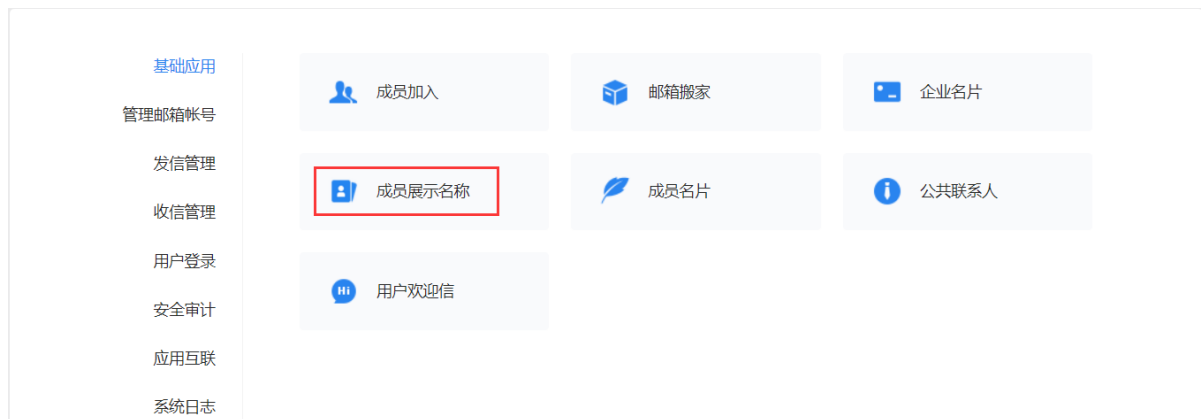 基础应用
管理邮箱帐号
发信管理
收信管理
用户登录
安全审计
应用互联
系统日志
成员加入
邮箱搬家
企业名片
成员展示名称
成员名片
公共联系人
Hi
用户欢迎信